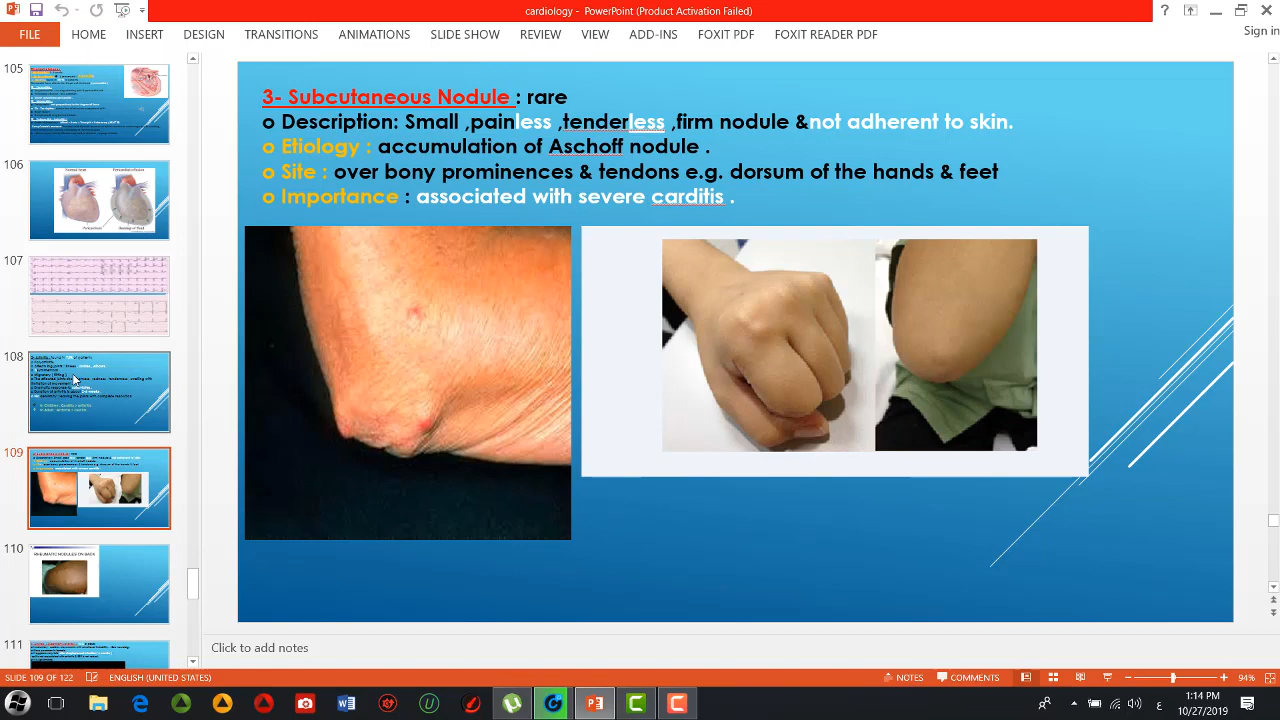 cardiology - PowerPoint (Product Activation Failed)
FILE HOME INSERT DESIGN TRANSITIONS ANIMATIONS SLIDE SHOW REVIEW VIEW ADD-INS FOXIT PDF FOXIT READER PDF Sign in
105
106
107
108
109
110
RHEUMATIC NODULES ON BACK
111
3- Subcutaneous Nodule : rare
o Description: Small ,painless ,tenderless ,firm nodule &not adherent to skin.
o Etiology : accumulation of Aschoff nodule .
o Site : over bony prominences & tendons e.g. dorsum of the hands & feet
o Importance : associated with severe carditis .
Click to add notes
SLIDE 109 OF 122 ENGLISH (UNITED STATES) NOTES COMMENTS 94%
ع 1:14 PM
10/27/2019